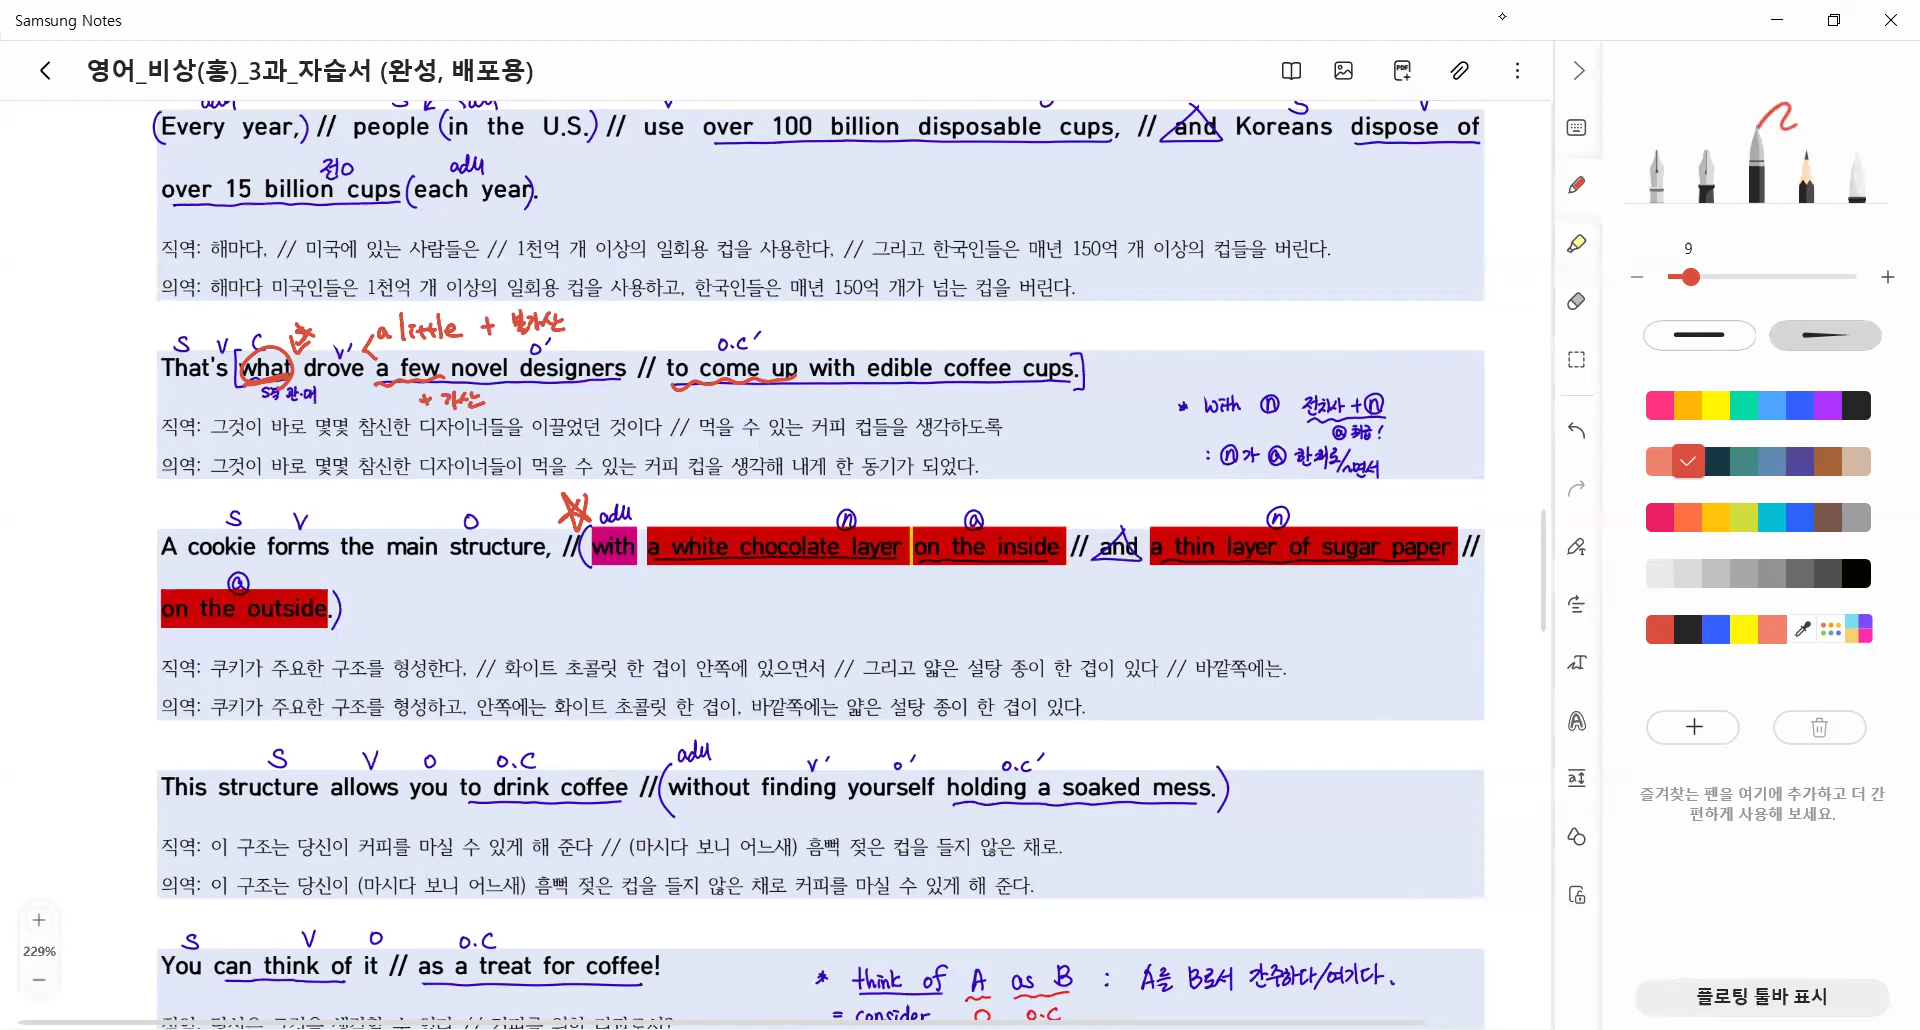 Samsung Notes
영어_비상(홍)_3과_자습서 (완성, 배포용)
(Every year,) // people (in the U.S.) // use over 100 billion disposable cups, // and Koreans dispose of
S V
전O adv
over 15 billion cups (each year).
직역: 해마다, // 미국에 있는 사람들은 // 1천억 개 이상의 일회용 컵을 사용한다, // 그리고 한국인들은 매년 150억 개 이상의 컵들을 버린다.
의역: 해마다 미국인들은 1천억 개 이상의 일회용 컵을 사용하고, 한국인들은 매년 150억 개가 넘는 컵을 버린다.
a little + 불가산
S V C V' O' O.C'
That's [what drove a few novel designers // to come up with edible coffee cups.]
+ 가산
* with ⓝ 전치사+ⓝ
ⓐ취급!
직역: 그것이 바로 몇몇 참신한 디자이너들을 이끌었던 것이다 // 먹을 수 있는 커피 컵들을 생각하도록
: ⓝ가 ⓐ한 채로/~면서
의역: 그것이 바로 몇몇 참신한 디자이너들이 먹을 수 있는 커피 컵을 생각해 내게 한 동기가 되었다.
S V O adv ⓝ ⓐ ⓝ
A cookie forms the main structure, // (with a white chocolate layer on the inside // and a thin layer of sugar paper //
ⓐ
on the outside.)
직역: 쿠키가 주요한 구조를 형성한다, // 화이트 초콜릿 한 겹이 안쪽에 있으면서 // 그리고 얇은 설탕 종이 한 겹이 있다 // 바깥쪽에는.
의역: 쿠키가 주요한 구조를 형성하고, 안쪽에는 화이트 초콜릿 한 겹이, 바깥쪽에는 얇은 설탕 종이 한 겹이 있다.
S V O O.C adv V' O' O.C'
This structure allows you to drink coffee // (without finding yourself holding a soaked mess.)
직역: 이 구조는 당신이 커피를 마실 수 있게 해 준다 // (마시다 보니 어느새) 흠뻑 젖은 컵을 들지 않은 채로.
의역: 이 구조는 당신이 (마시다 보니 어느새) 흠뻑 젖은 컵을 들지 않은 채로 커피를 마실 수 있게 해 준다.
S V O O.C
You can think of it // as a treat for coffee!
* think of A as B : A를 B로서 간주하다/여기다.
= consider O O.C
229%
9
즐겨찾는 펜을 여기에 추가하고 더 간
편하게 사용해 보세요.
플로팅 툴바 표시